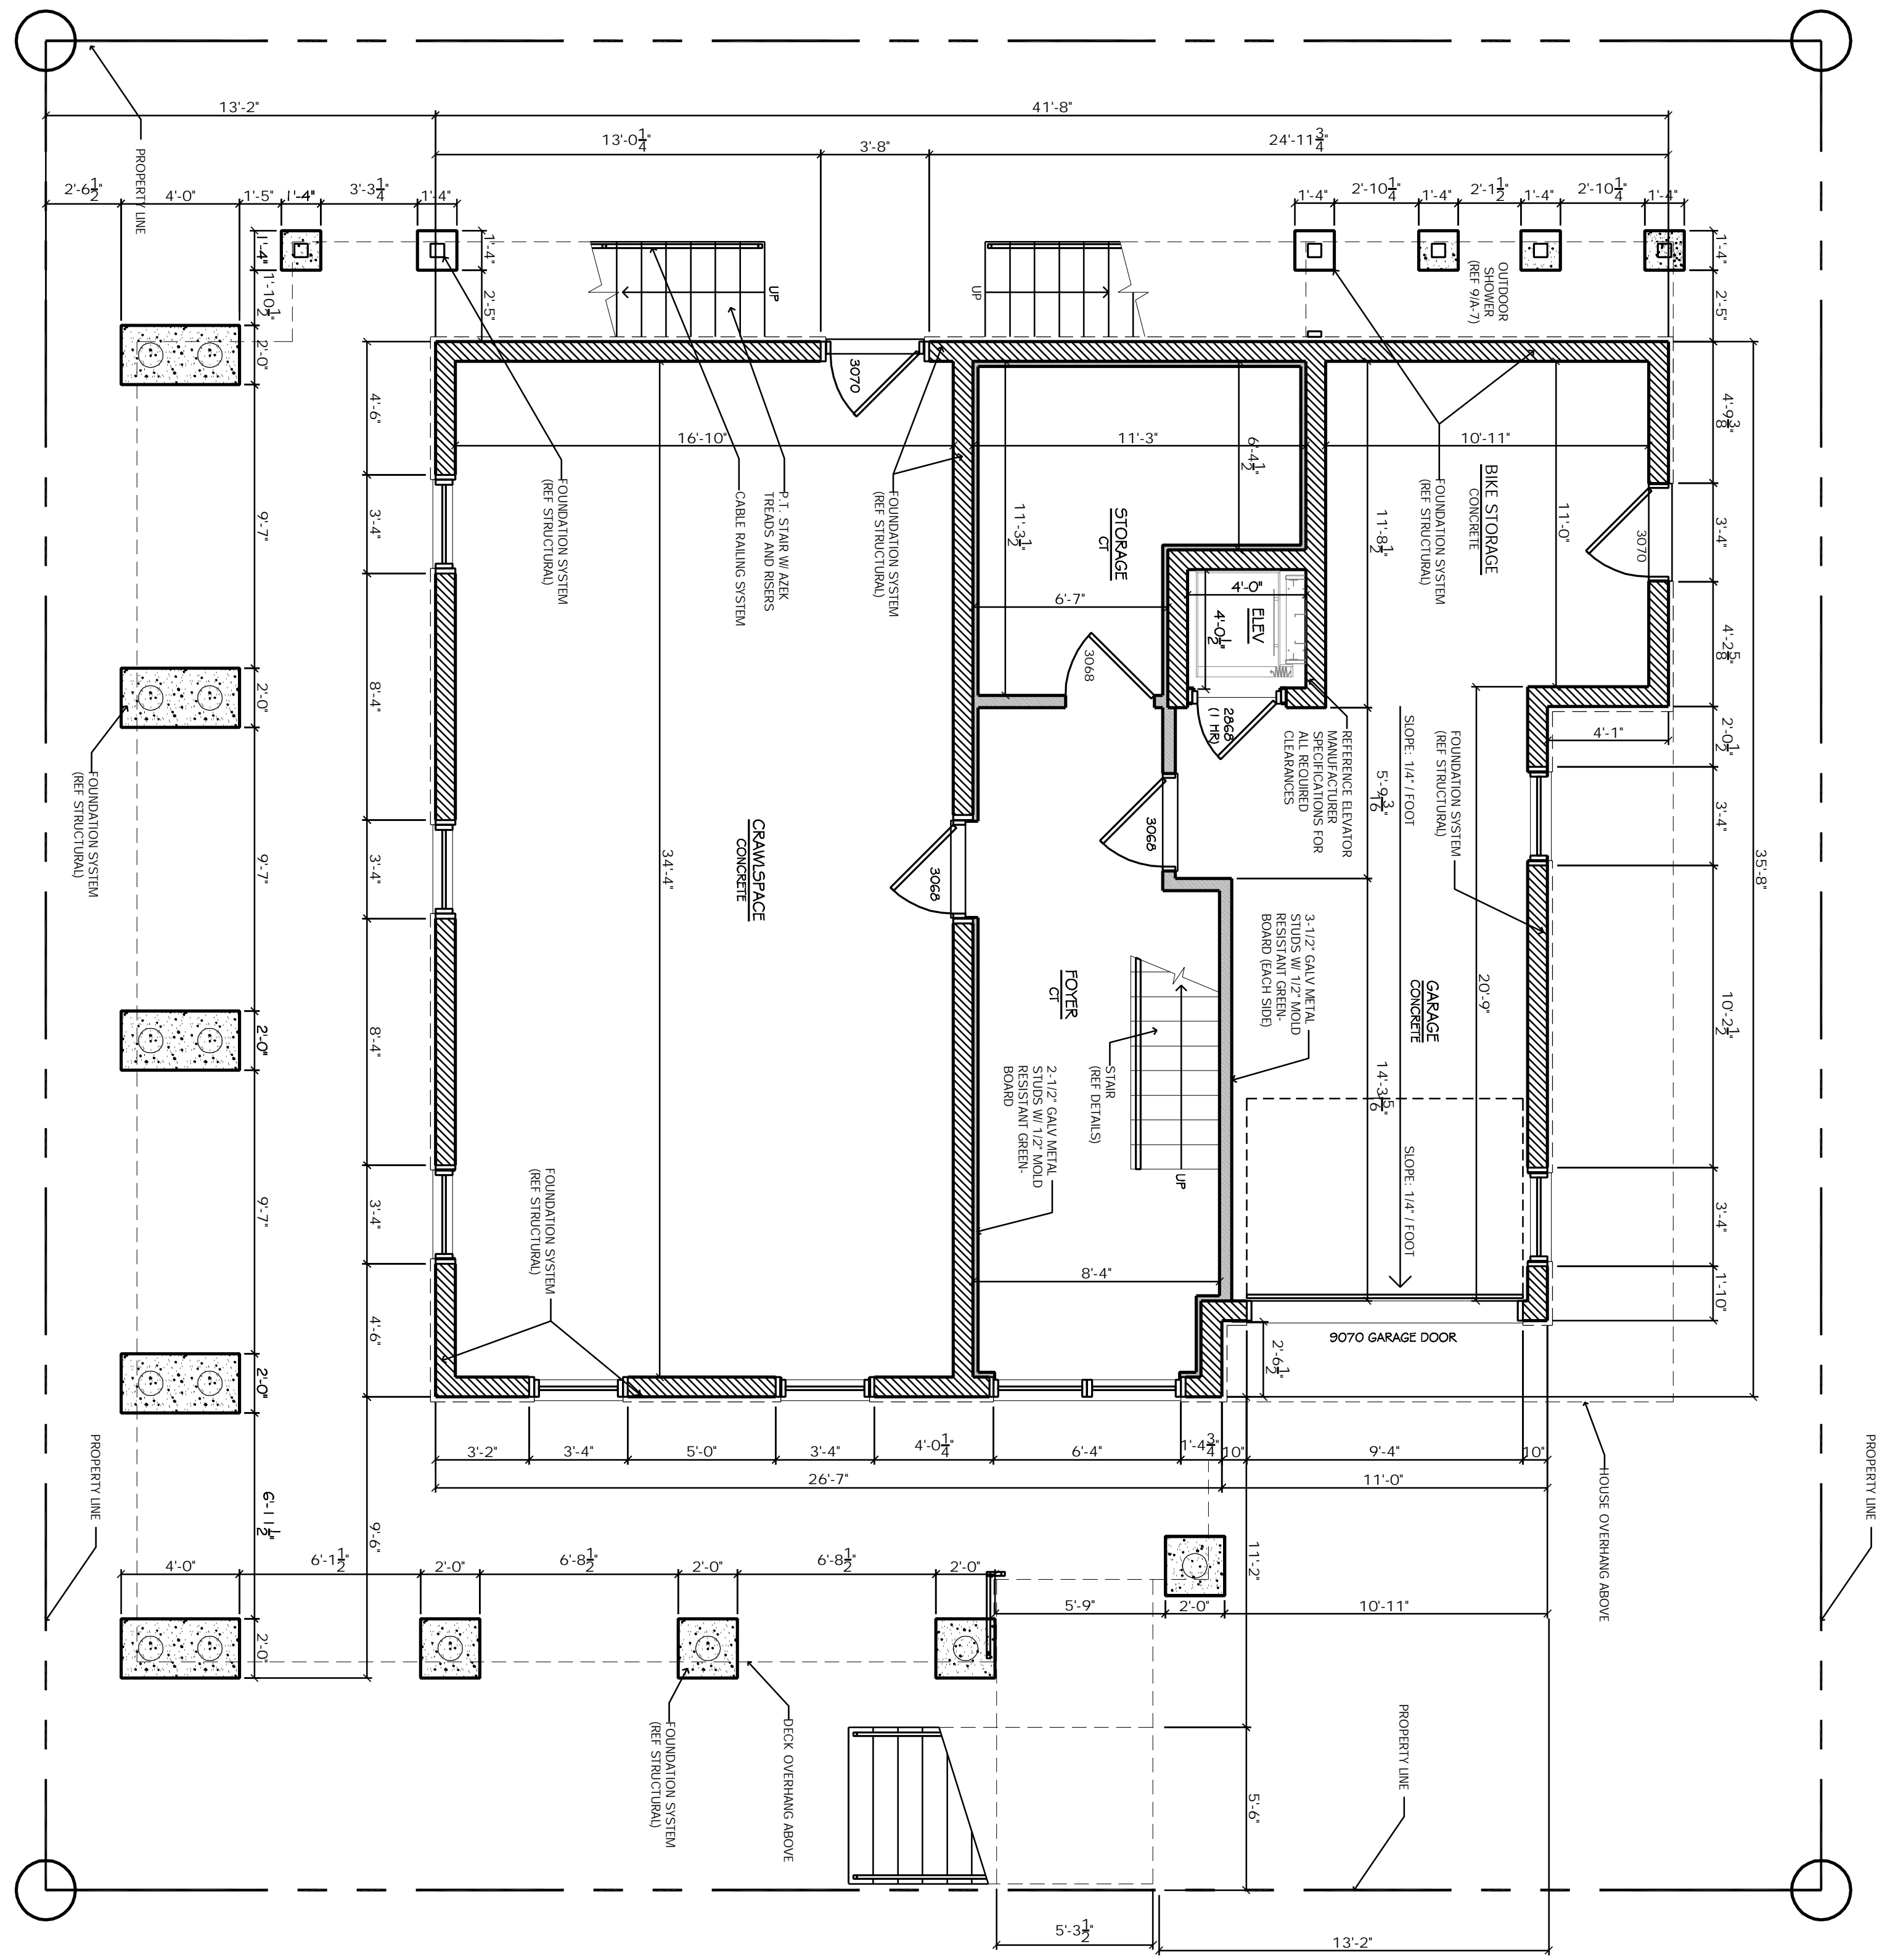 13'-2"
41'-8"
13'-0 1/4"
3'-8"
24'-11 3/4"
2'-6 1/2"
4'-0"
1'-5"
1'-4"
3'-3 1/4"
1'-4"
1'-4"
2'-10 1/4"
1'-4"
2'-1 1/2"
1'-4"
2'-10 1/4"
1'-4"
PROPERTY LINE
1'-4"
1'-10 1/2"
1'-4"
2'-5"
UP
UP
OUTDOOR
SHOWER
(REF 9/A-7)
1'-4"
2'-5"
2'-0"
3070
4'-6"
16'-10"
11'-3"
6'-4 1/2"
10'-11"
4'-9 3/8"
FOUNDATION SYSTEM
(REF STRUCTURAL)
P.T. STAIR W/ AZEK
TREADS AND RISERS
CABLE RAILING SYSTEM
FOUNDATION SYSTEM
(REF STRUCTURAL)
STORAGE
CT
BIKE STORAGE
CONCRETE
FOUNDATION SYSTEM
(REF STRUCTURAL)
9'-7"
3'-4"
11'-3 1/2"
11'-8 1/2"
11'-0"
3070
3'-4"
4'-0"
4'-0 1/2"
ELEV
6'-7"
3068
4'-2 5/8"
2'-0"
8'-4"
2868
(1 HR)
REFERENCE ELEVATOR
MANUFACTURER
SPECIFICATIONS FOR
ALL REQUIRED
CLEARANCES
SLOPE: 1/4" / FOOT
FOUNDATION SYSTEM
(REF STRUCTURAL)
4'-1"
2'-0 1/2"
FOUNDATION SYSTEM
(REF STRUCTURAL)
5'-9 3/16"
3'-4"
3068
9'-7"
3'-4"
34'-4"
CRAWLSPACE
CONCRETE
3068
35'-8"
3-1/2" GALV METAL
STUDS W/ 1/2" MOLD
RESISTANT GREEN-
BOARD (EACH SIDE)
FOYER
CT
GARAGE
CONCRETE
20'-9"
10'-2 1/2"
2'-0"
8'-4"
STAIR
(REF DETAILS)
2-1/2" GALV METAL
STUDS W/ 1/2" MOLD
RESISTANT GREEN-
BOARD
14'-3 5/16"
UP
SLOPE: 1/4" / FOOT
9'-7"
3'-4"
FOUNDATION SYSTEM
(REF STRUCTURAL)
3'-4"
8'-4"
1'-10"
4'-6"
9070 GARAGE DOOR
2'-6 1/2"
2'-0"
3'-2"
3'-4"
5'-0"
3'-4"
4'-0 1/4"
6'-4"
1'-4 3/4"
10"
9'-4"
10"
26'-7"
11'-0"
PROPERTY LINE
HOUSE OVERHANG ABOVE
PROPERTY LINE
6'-11 1/2"
9'-6"
11'-2"
4'-0"
6'-1 1/2"
2'-0"
6'-8 1/2"
2'-0"
6'-8 1/2"
2'-0"
5'-9"
2'-0"
10'-11"
2'-0"
FOUNDATION SYSTEM
(REF STRUCTURAL)
DECK OVERHANG ABOVE
PROPERTY LINE
5'-6"
5'-3 1/2"
13'-2"